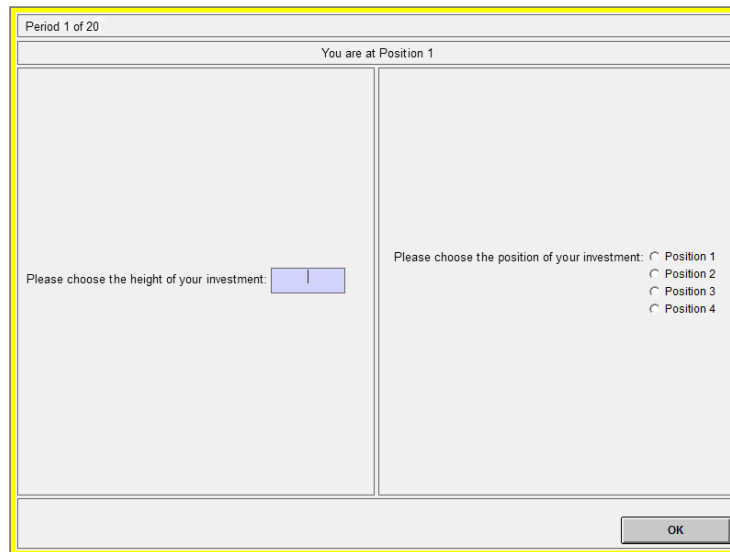 Period 1 of 20
You are at Position 1
Please choose the height of your investment:
Please choose the position of your investment: Position 1
Position 2
Position 3
Position 4
OK